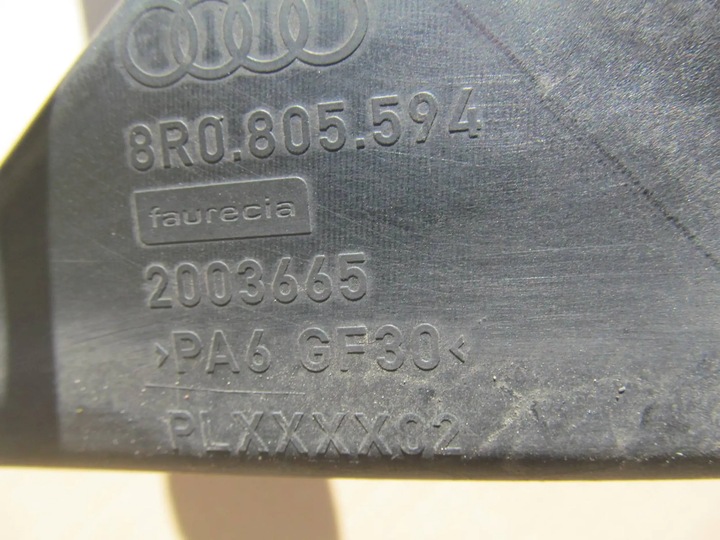 8R0.805.594
faurecia
2003665
>PA6 GF30<
PLXXXX02